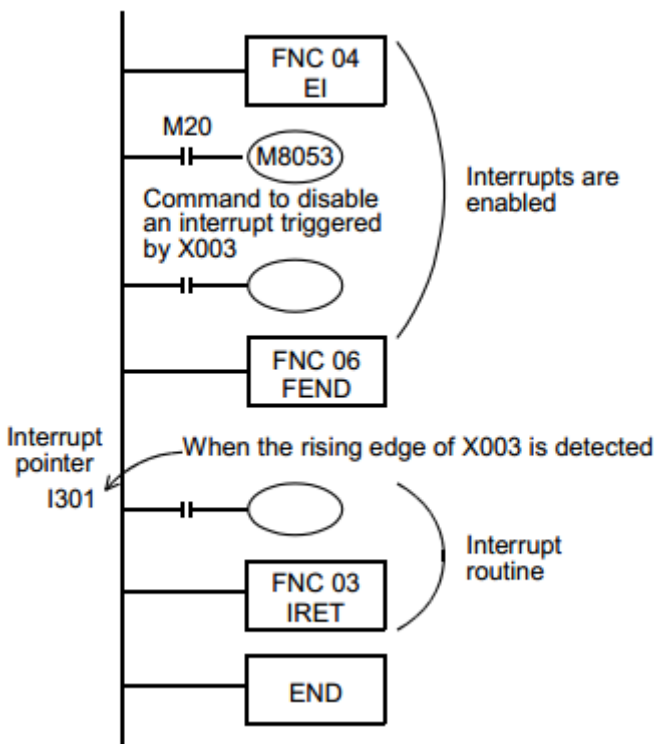 FNC 04
EI
M20
M8053
Command to disable
an interrupt triggered
by X003
Interrupts are
enabled
FNC 06
FEND
Interrupt
pointer
I301
When the rising edge of X003 is detected
Interrupt
routine
FNC 03
IRET
END